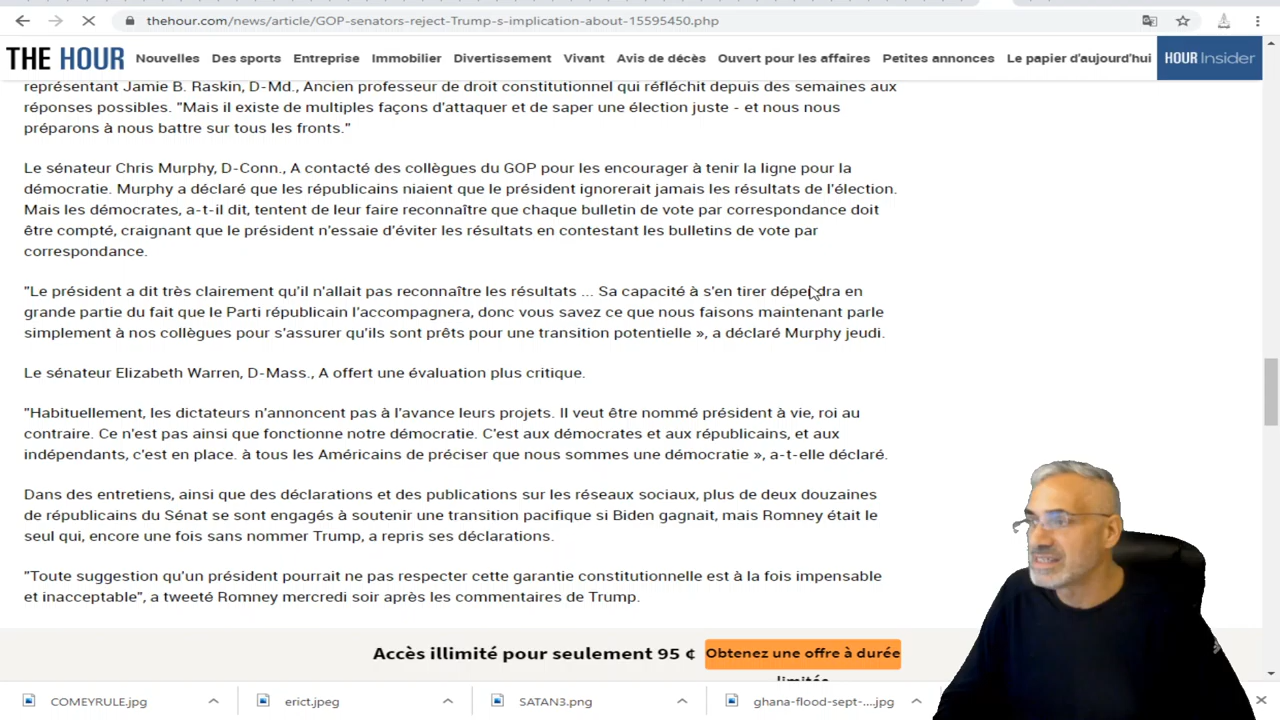 thehour.com/news/article/GOP-senators-reject-Trump-s-implication-about-15595450.php
THE HOUR Nouvelles Des sports Entreprise Immobilier Divertissement Vivant Avis de décès Ouvert pour les affaires Petites annonces Le papier d'aujourd'hui HOUR Insider
représentant Jamie B. Raskin, D-Md., Ancien professeur de droit constitutionnel qui réfléchit depuis des semaines aux
réponses possibles. "Mais il existe de multiples façons d'attaquer et de saper une élection juste - et nous nous
préparons à nous battre sur tous les fronts."
Le sénateur Chris Murphy, D-Conn., A contacté des collègues du GOP pour les encourager à tenir la ligne pour la
démocratie. Murphy a déclaré que les républicains niaient que le président ignorerait jamais les résultats de l'élection.
Mais les démocrates, a-t-il dit, tentent de leur faire reconnaître que chaque bulletin de vote par correspondance doit
être compté, craignant que le président n'essaie d'éviter les résultats en contestant les bulletins de vote par
correspondance.
"Le président a dit très clairement qu'il n'allait pas reconnaître les résultats ... Sa capacité à s'en tirer dépendra en
grande partie du fait que le Parti républicain l'accompagnera, donc vous savez ce que nous faisons maintenant parle
simplement à nos collègues pour s'assurer qu'ils sont prêts pour une transition potentielle », a déclaré Murphy jeudi.
Le sénateur Elizabeth Warren, D-Mass., A offert une évaluation plus critique.
"Habituellement, les dictateurs n'annoncent pas à l'avance leurs projets. Il veut être nommé président à vie, roi au
contraire. Ce n'est pas ainsi que fonctionne notre démocratie. C'est aux démocrates et aux républicains, et aux
indépendants, c'est en place. à tous les Américains de préciser que nous sommes une démocratie », a-t-elle déclaré.
Dans des entretiens, ainsi que des déclarations et des publications sur les réseaux sociaux, plus de deux douzaines
de républicains du Sénat se sont engagés à soutenir une transition pacifique si Biden gagnait, mais Romney était le
seul qui, encore une fois sans nommer Trump, a repris ses déclarations.
"Toute suggestion qu'un président pourrait ne pas respecter cette garantie constitutionnelle est à la fois impensable
et inacceptable", a tweeté Romney mercredi soir après les commentaires de Trump.
Accès illimité pour seulement 95 ¢ Obtenez une offre à durée
limitée
COMEYRULE.jpg erict.jpeg SATAN3.png ghana-flood-sept-....jpg